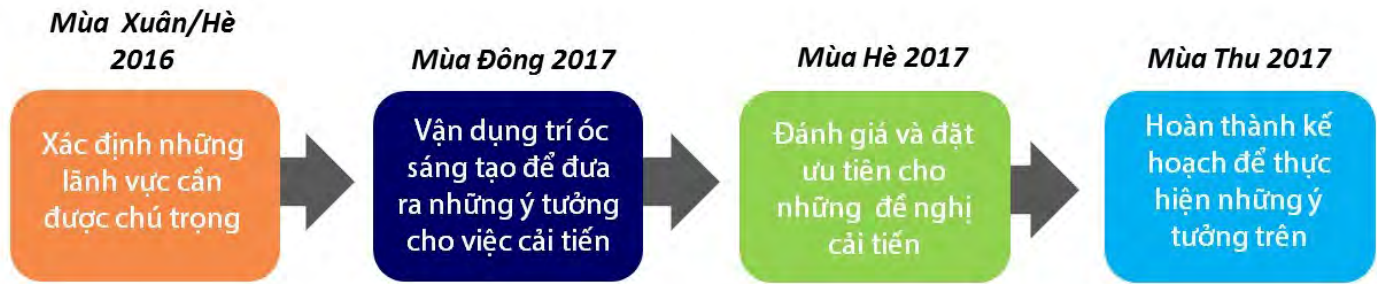 Mùa Xuân/Hè
2016
Xác định những
lãnh vực cần
được chú trọng
Mùa Đông 2017
Vận dụng trí óc
sáng tạo để đưa
ra những ý tưởng
cho việc cải tiến
Mùa Hè 2017
Đánh giá và đặt
ưu tiên cho
những đề nghị
cải tiến
Mùa Thu 2017
Hoàn thành kế
hoạch để thực
hiện những ý
tưởng trên